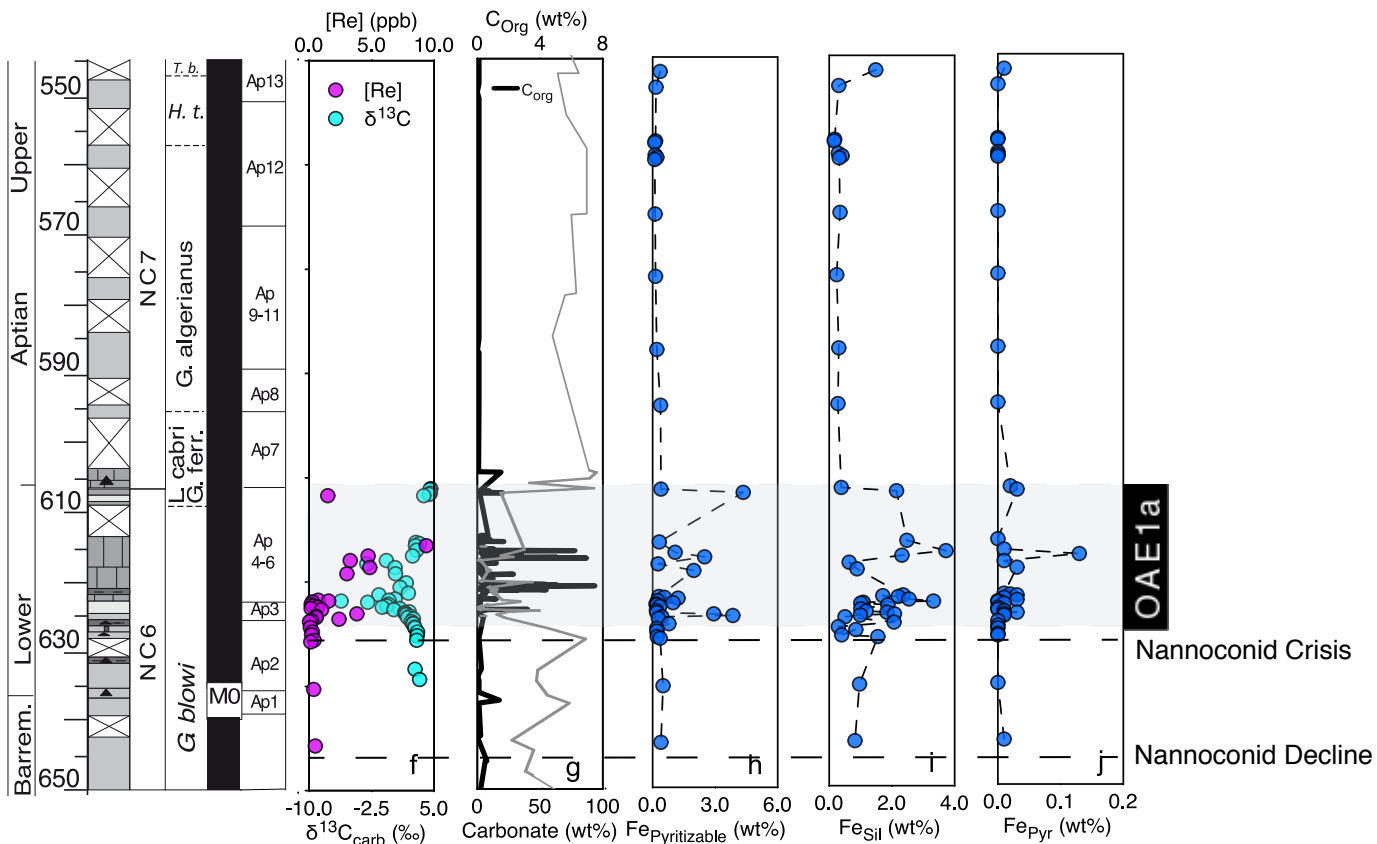 [Re] (ppb)
0.0 5.0 10.0
C_Org (wt%)
0 4 8
[Re]
δ¹³C
C_org
Upper
Aptian
Lower
Barrem.
550
570
590
610
630
650
NC7
NC6
T. b.
H. t.
G. algerianus
L. cabri
G. ferr.
G. blowi
M0
Ap13
Ap12
Ap
9-11
Ap8
Ap7
Ap
4-6
Ap3
Ap2
Ap1
f
g
h
i
j
OAE1a
Nannoconid Crisis
Nannoconid Decline
-10.0 -2.5 5.0
δ¹³C_carb (‰)
0 50 100
Carbonate (wt%)
0.0 3.0 6.0
Fe_Pyritizable (wt%)
0.0 2.0 4.0
Fe_Sil (wt%)
0.0 0.1 0.2
Fe_Pyr (wt%)